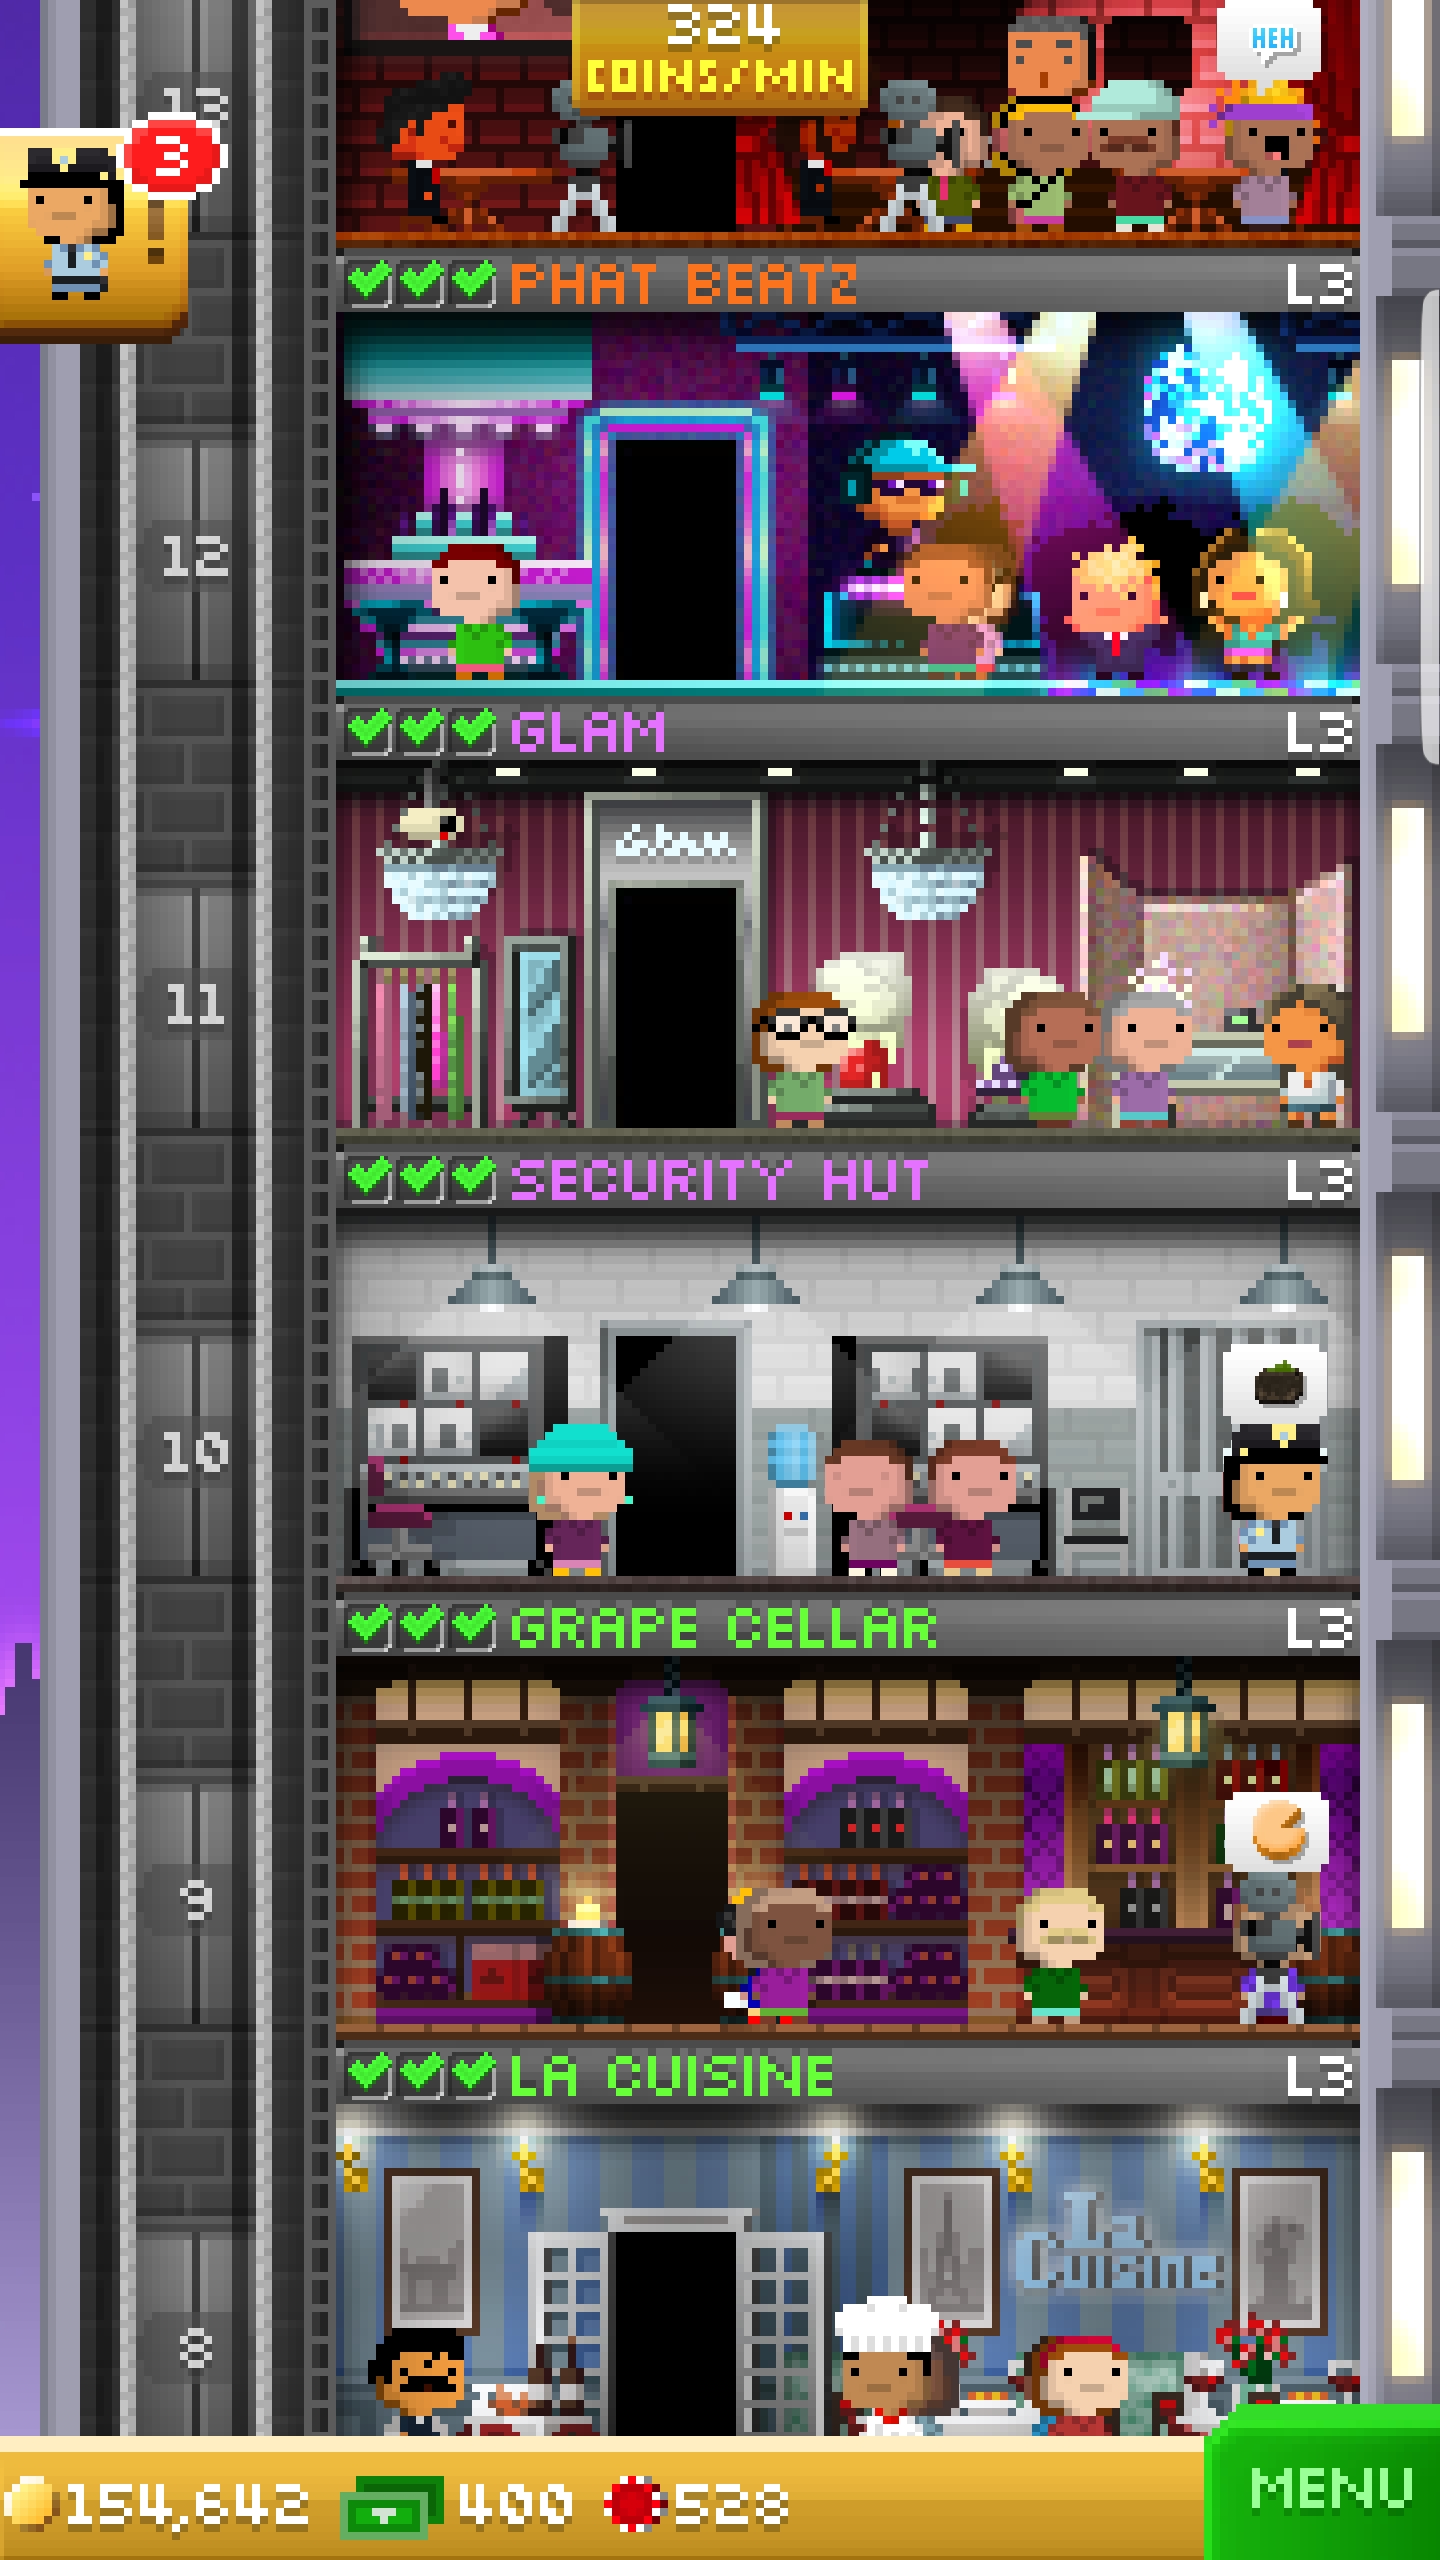 324
COINS/MIN
HEH
13
3
PHAT BEATZ L3
12
GLAM L3
Glam
11
SECURITY HUT L3
10
GRAPE CELLAR L3
9
LA CUISINE L3
La
Cuisine
8
154,642 400 528
MENU